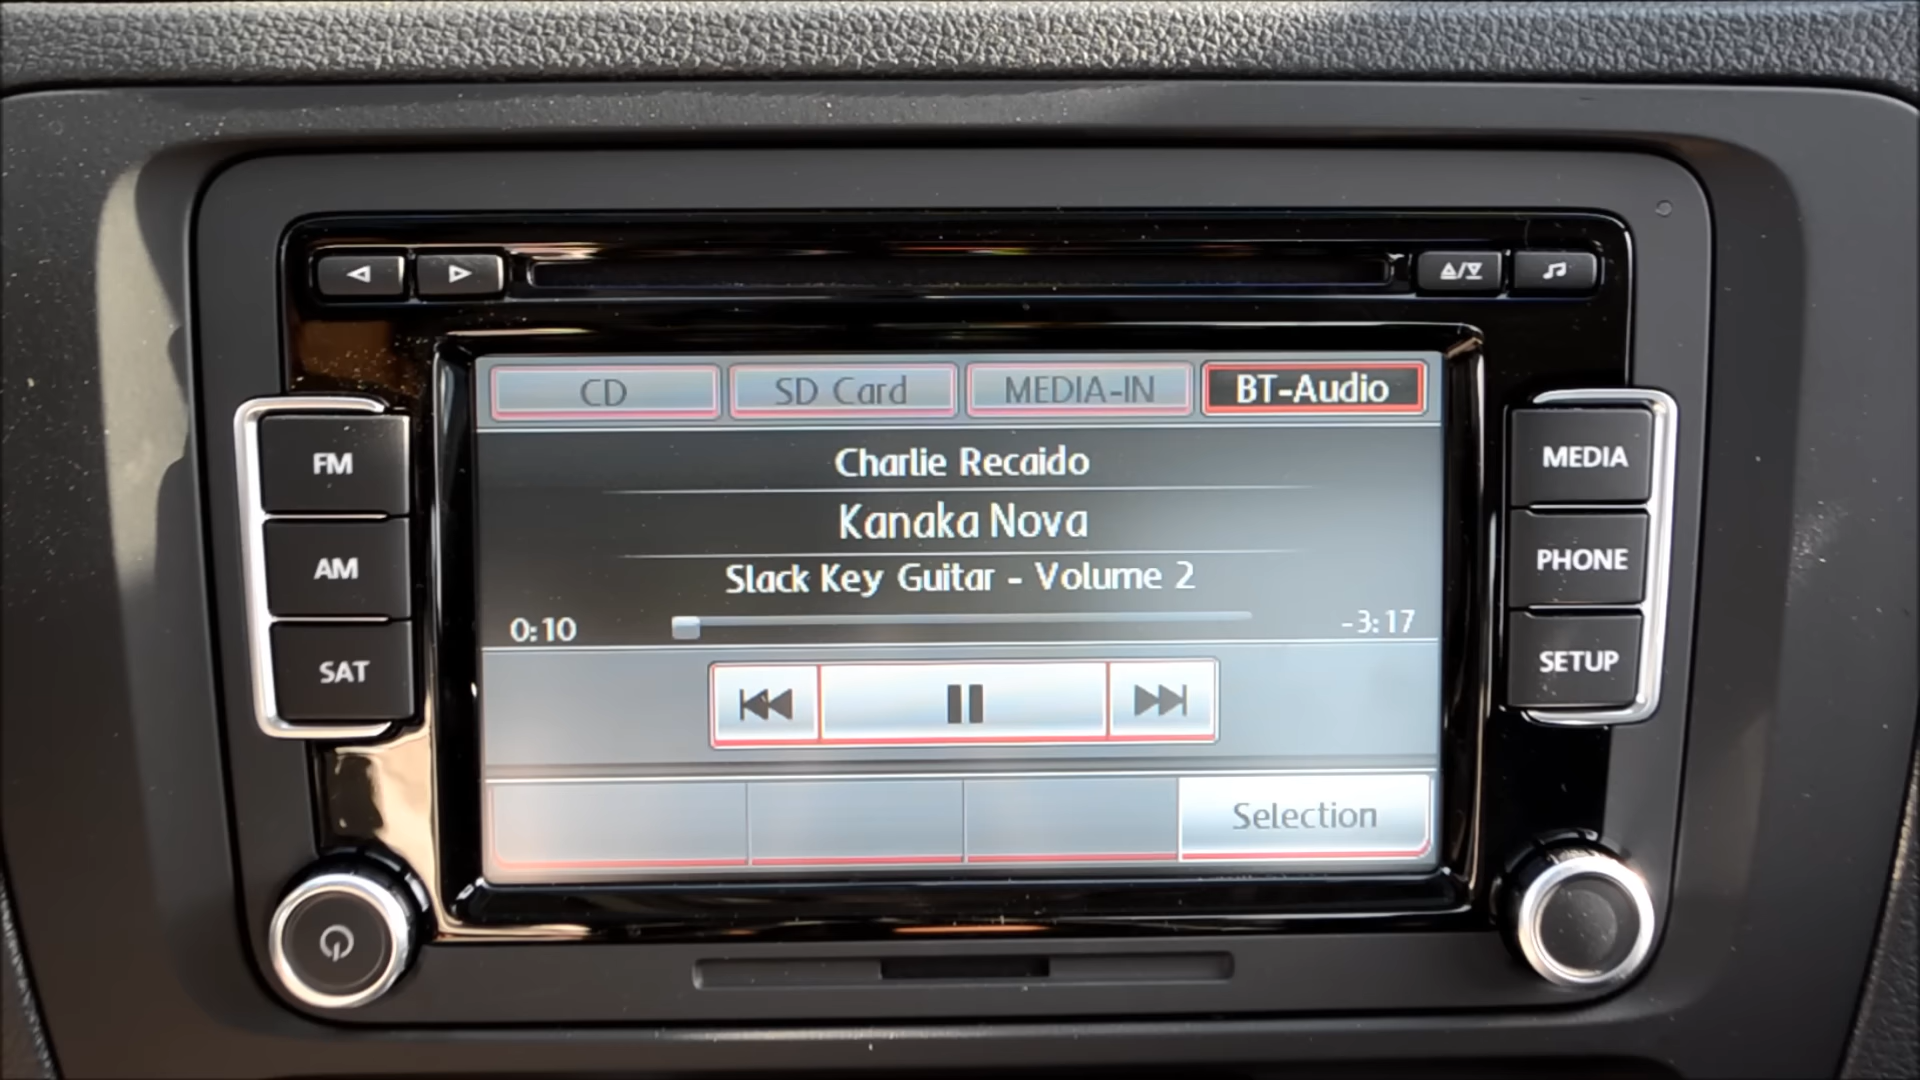 CD SD Card MEDIA-IN BT-Audio
Charlie Recaido
Kanaka Nova
Slack Key Guitar - Volume 2
0:10 -3:17
Selection
FM
AM
SAT
MEDIA
PHONE
SETUP